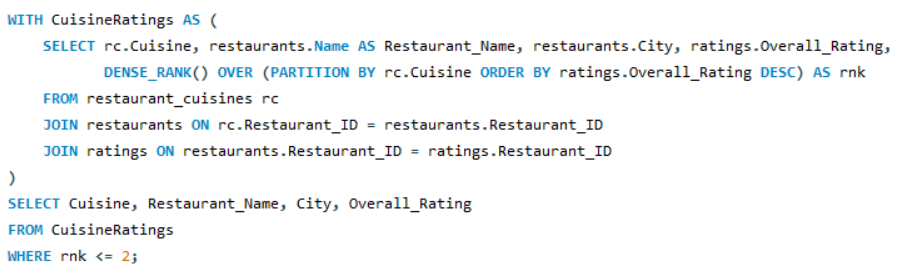 WITH CuisineRatings AS (
    SELECT rc.Cuisine, restaurants.Name AS Restaurant_Name, restaurants.City, ratings.Overall_Rating,
           DENSE_RANK() OVER (PARTITION BY rc.Cuisine ORDER BY ratings.Overall_Rating DESC) AS rnk
    FROM restaurant_cuisines rc
    JOIN restaurants ON rc.Restaurant_ID = restaurants.Restaurant_ID
    JOIN ratings ON restaurants.Restaurant_ID = ratings.Restaurant_ID
)
SELECT Cuisine, Restaurant_Name, City, Overall_Rating
FROM CuisineRatings
WHERE rnk <= 2;